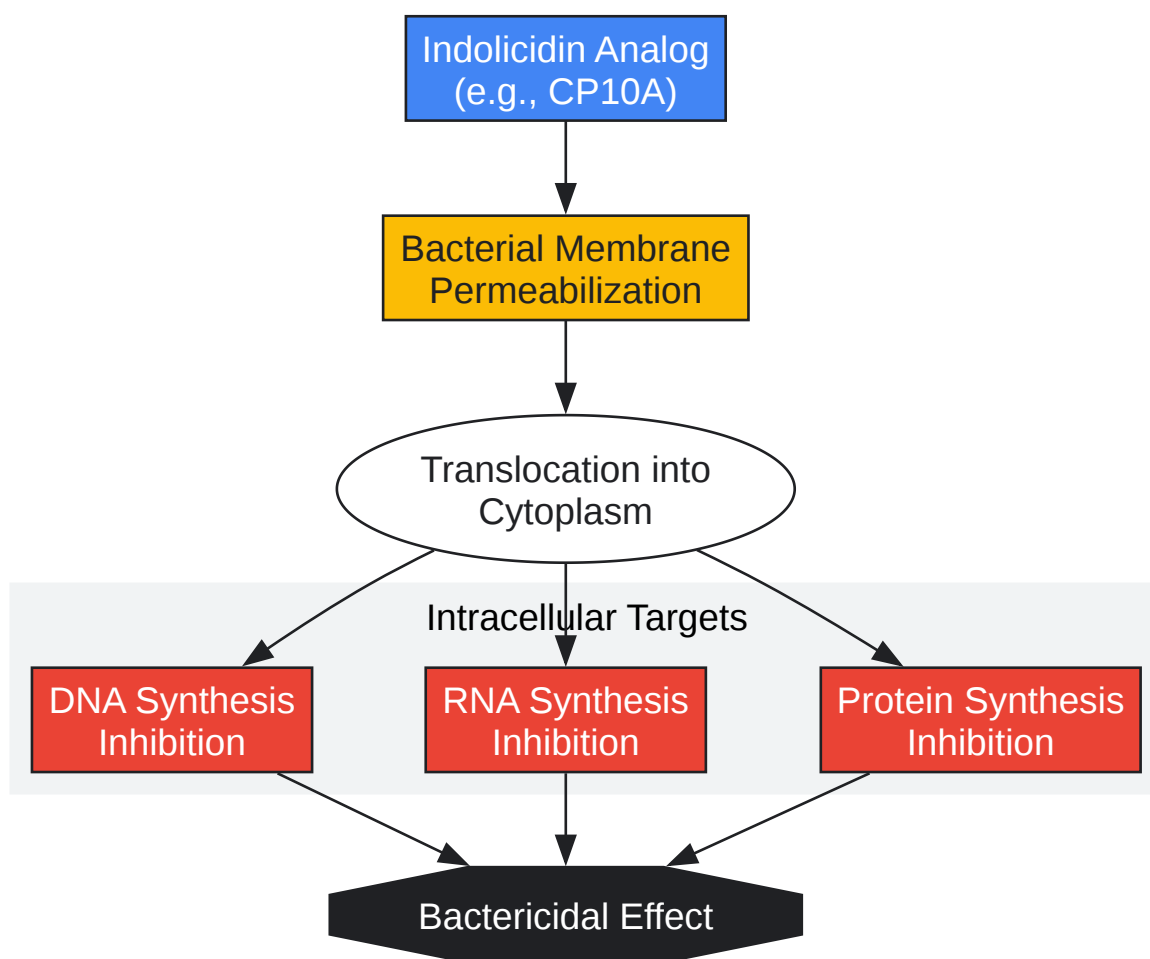 Indolicidin Analog
(e.g., CP10A)
Bacterial Membrane
Permeabilization
Translocation into
Cytoplasm
Intracellular Targets
DNA Synthesis
Inhibition
RNA Synthesis
Inhibition
Protein Synthesis
Inhibition
Bactericidal Effect